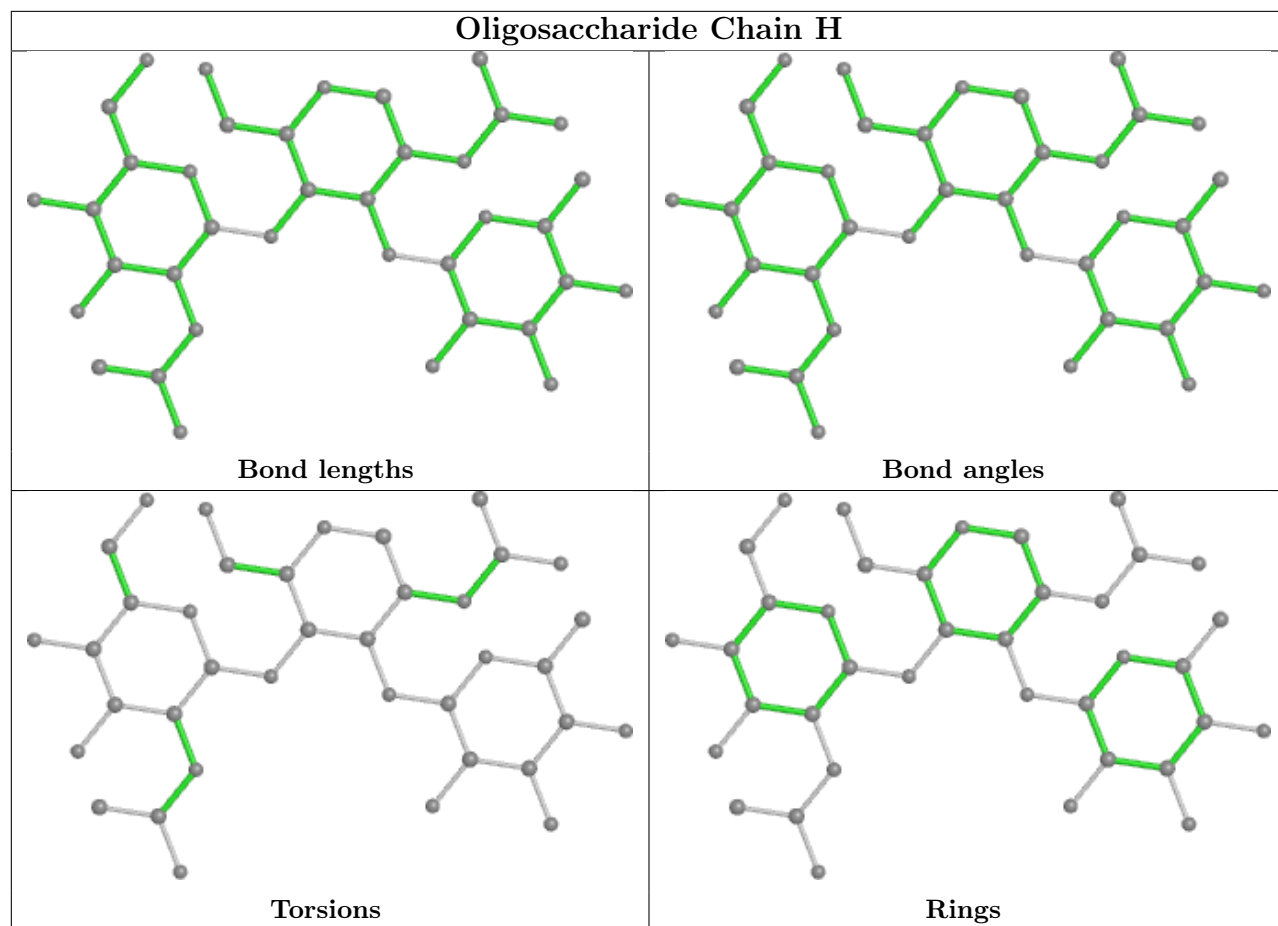 Oligosaccharide Chain H
Bond lengths
Bond angles
Torsions
Rings